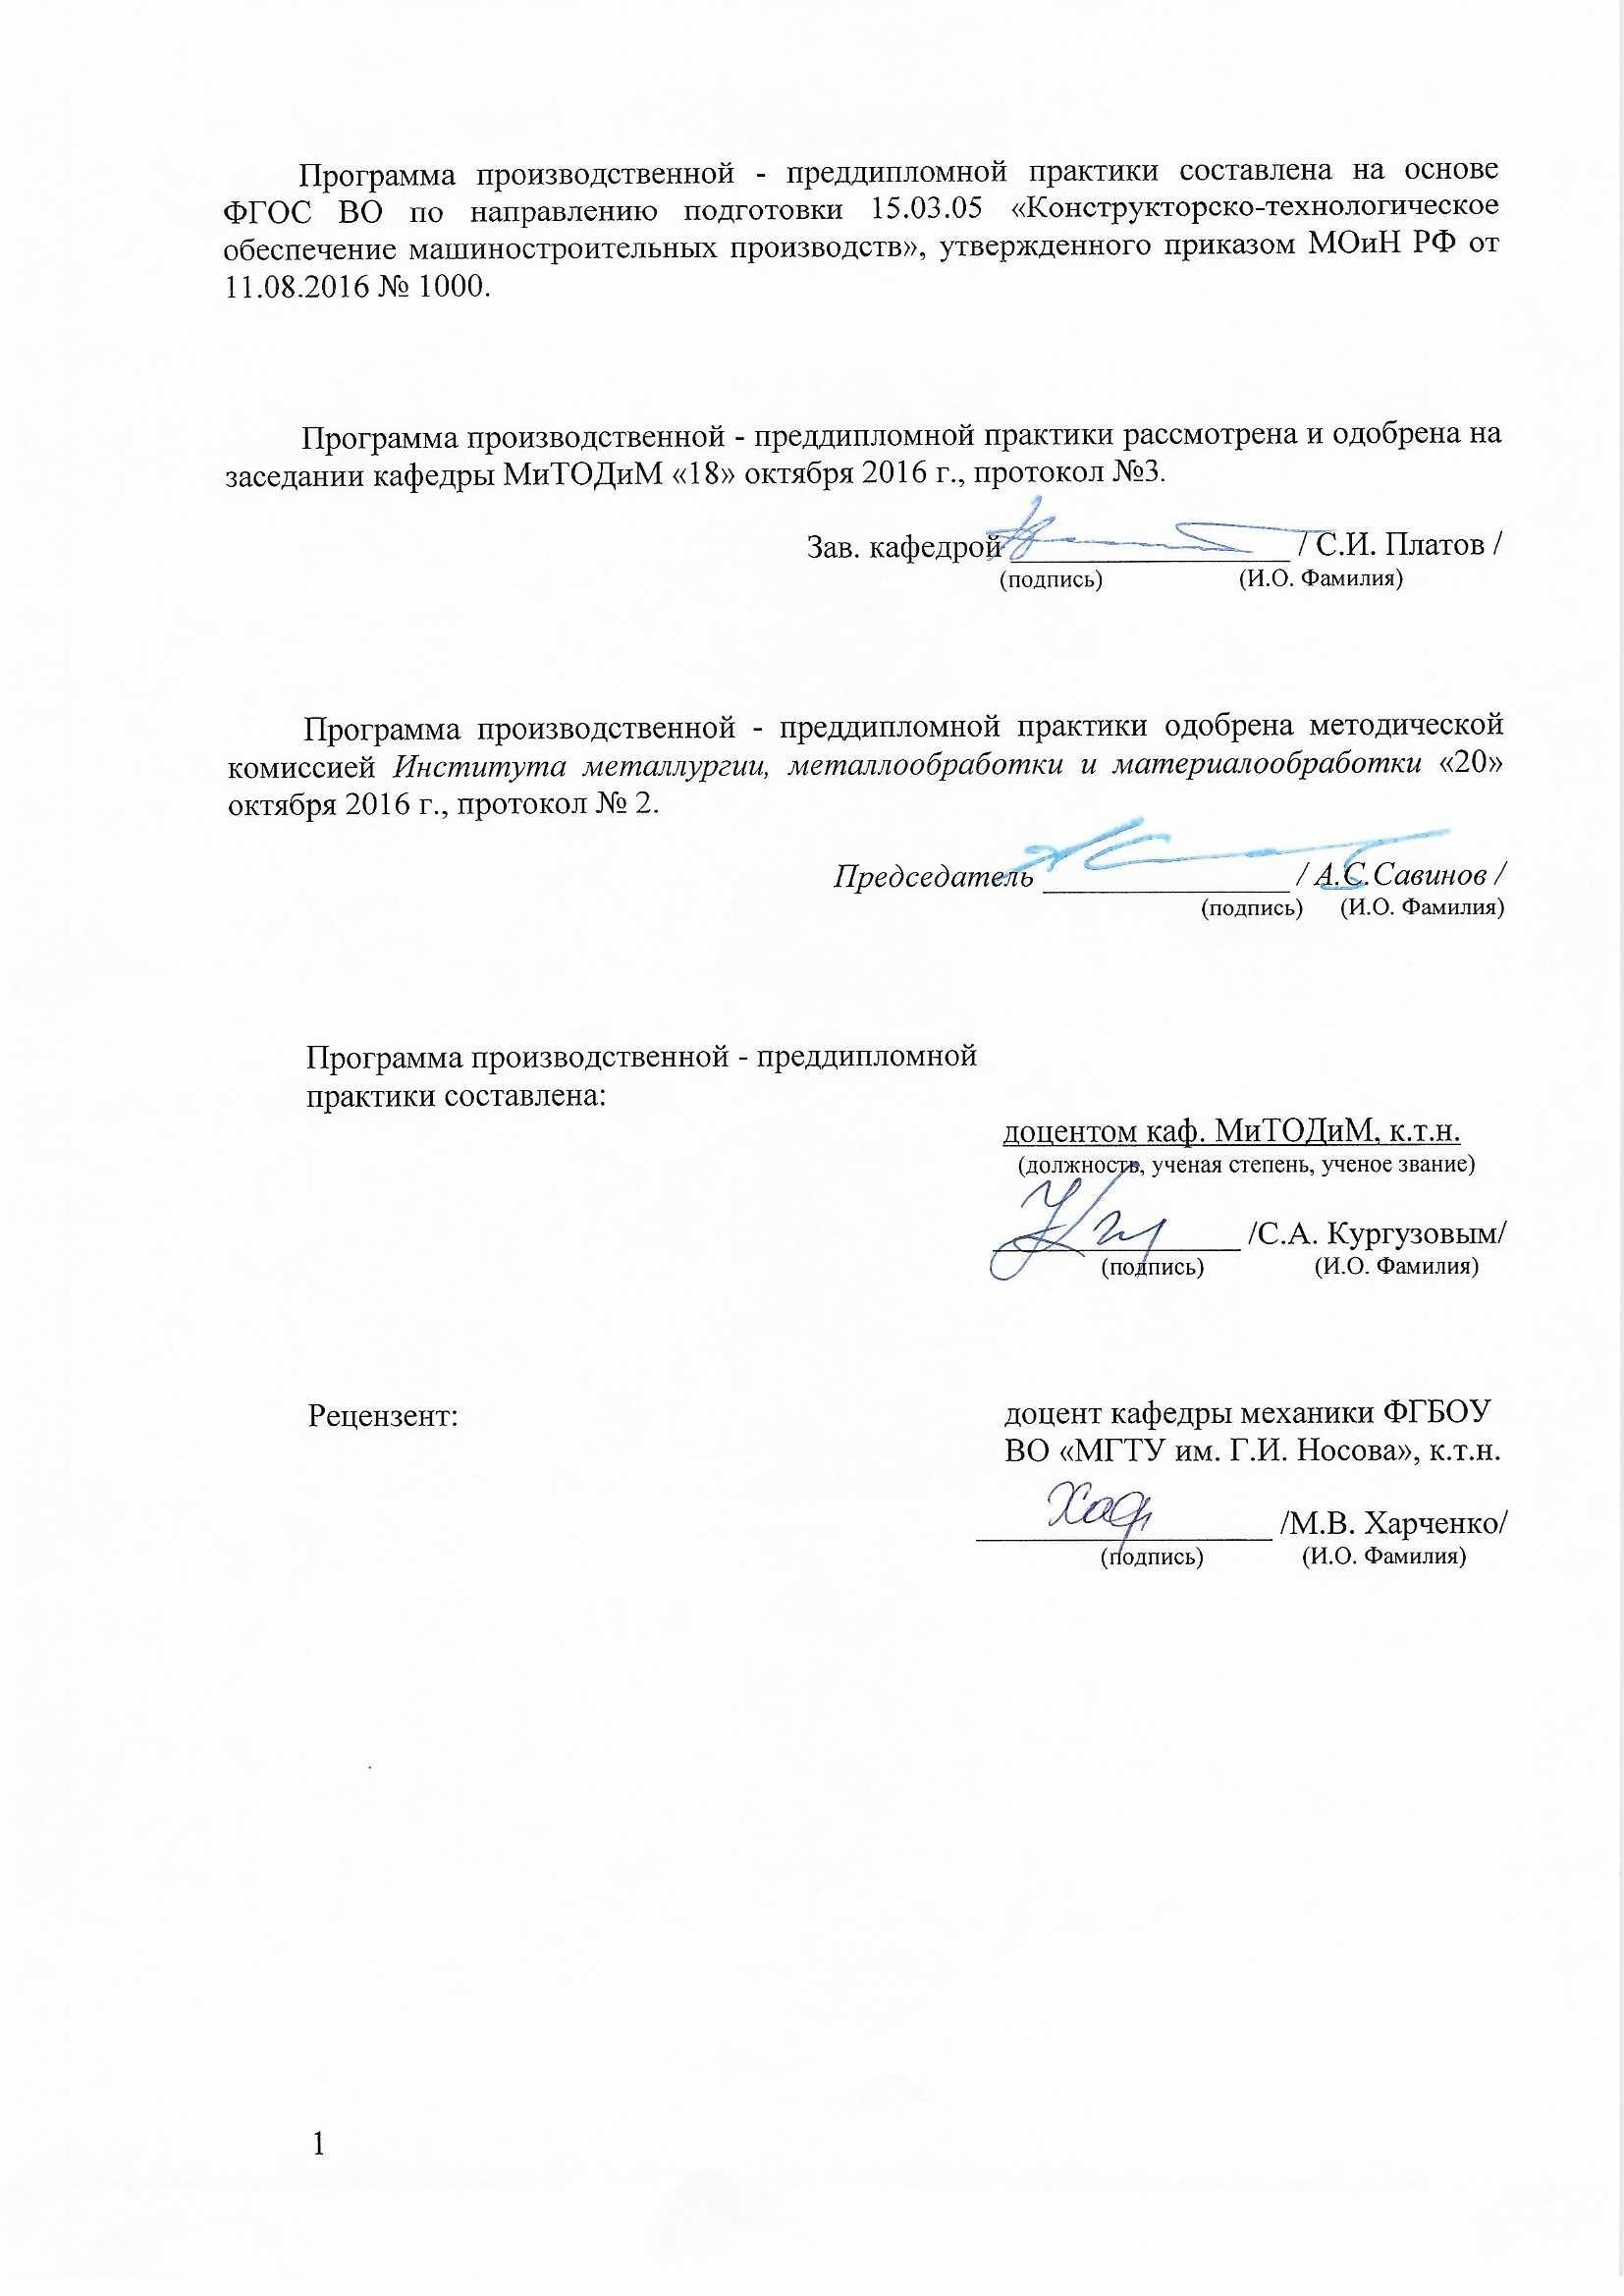 Программа производственной - преддипломной практики составлена на основе
ФГОС ВО по направлению подготовки 15.03.05 «Конструкторско-технологическое
обеспечение машиностроительных производств», утвержденного приказом МОиН РФ от
11.08.2016 № 1000.
Программа производственной - преддипломной практики рассмотрена и одобрена на
заседании кафедры МиТОДиМ «18» октября 2016 г., протокол №3.
Зав. кафедрой / С.И. Платов /
(подпись) (И.О. Фамилия)
Программа производственной - преддипломной практики одобрена методической
комиссией Института металлургии, металлообработки и материалообработки «20»
октября 2016 г., протокол № 2.
Председатель / А.С.Савинов /
(подпись) (И.О. Фамилия)
Программа производственной - преддипломной
практики составлена:
доцентом каф. МиТОДиМ, к.т.н.
(должность, ученая степень, ученое звание)
/С.А. Кургузовым/
(подпись) (И.О. Фамилия)
Рецензент: доцент кафедры механики ФГБОУ
ВО «МГТУ им. Г.И. Носова», к.т.н.
/М.В. Харченко/
(подпись) (И.О. Фамилия)
1